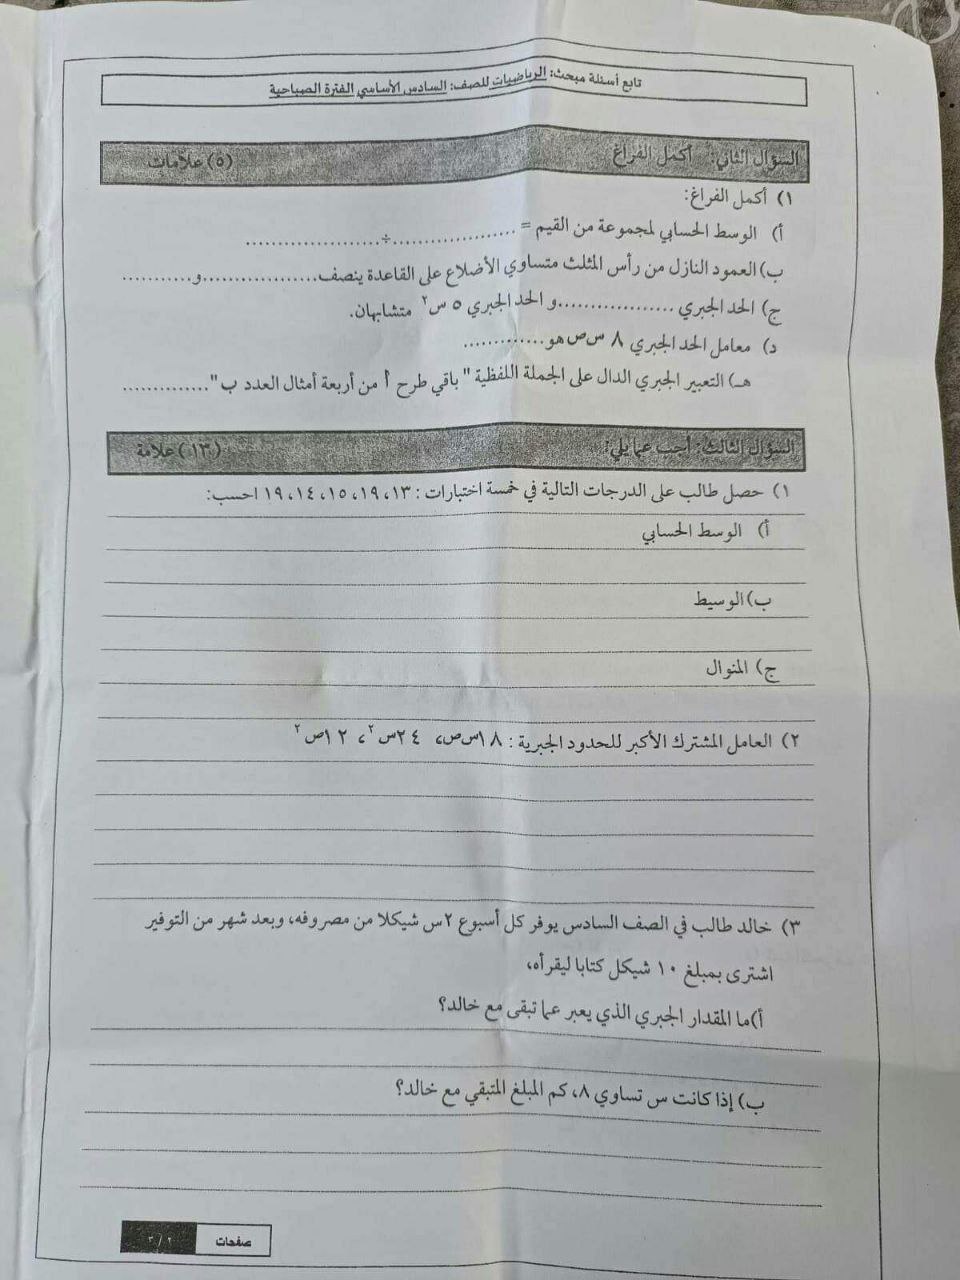 تابع أسئلة مبحث: الرياضيات للصف: السادس الأساسي الفترة الصباحية
السؤال الثاني: أكمل الفراغ (٥) علامات
١) أكمل الفراغ:
أ) الوسط الحسابي لمجموعة من القيم = ....................÷....................
ب) العمود النازل من رأس المثلث متساوي الأضلاع على القاعدة ينصف..................و...........
ج) الحد الجبري ..................و الحد الجبري ٥ س² متشابهان.
د) معامل الحد الجبري ٨ س ص هو.............
هـ) التعبير الجبري الدال على الجملة اللفظية " باقي طرح أ من أربعة أمثال العدد ب".............
السؤال الثالث: أجب عما يلي: (١٣) علامة
١) حصل طالب على الدرجات التالية في خمسة اختبارات : ١٣، ١٩، ١٥، ١٤، ١٩ احسب:
أ) الوسط الحسابي
ب) الوسيط
ج) المنوال
٢) العامل المشترك الأكبر للحدود الجبرية : ١٨س ص، ٢٤س²، ١٢ص²
٣) خالد طالب في الصف السادس يوفر كل أسبوع ٢س شيكلا من مصروفه، وبعد شهر من التوفير
اشترى بمبلغ ١٠ شيكل كتابا ليقرأه،
أ) ما المقدار الجبري الذي يعبر عما تبقى مع خالد؟
ب) إذا كانت س تساوي ٨، كم المبلغ المتبقي مع خالد؟
صفحات ٣/٢